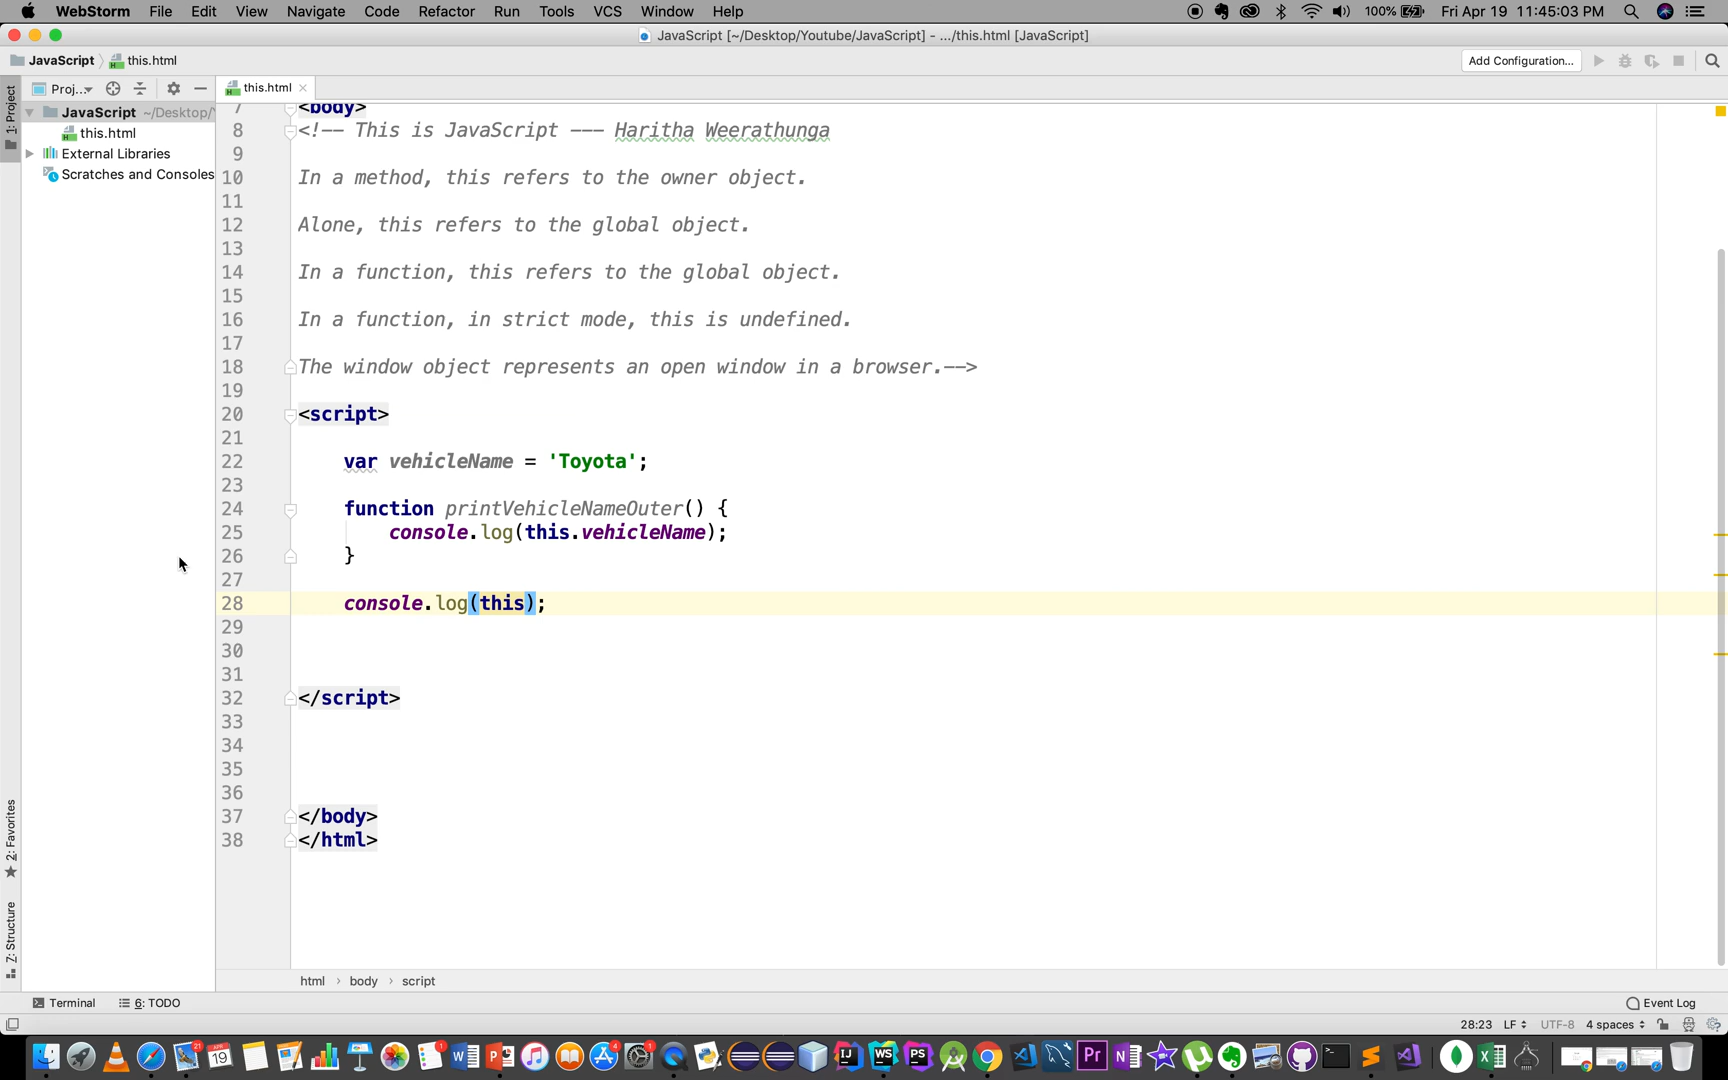 WebStorm File Edit View Navigate Code Refactor Run Tools VCS Window Help 100% Fri Apr 19 11:45:03 PM
JavaScript [~/Desktop/Youtube/JavaScript] - .../this.html [JavaScript]
JavaScript this.html Add Configuration...
1: Project
Proj... this.html
JavaScript ~/Desktop/
this.html
External Libraries
Scratches and Consoles
7 <body>
8 <!-- This is JavaScript --- Haritha Weerathunga
9
10 In a method, this refers to the owner object.
11
12 Alone, this refers to the global object.
13
14 In a function, this refers to the global object.
15
16 In a function, in strict mode, this is undefined.
17
18 The window object represents an open window in a browser.-->
19
20 <script>
21
22 var vehicleName = 'Toyota';
23
24 function printVehicleNameOuter() {
25 console.log(this.vehicleName);
26 }
27
28 console.log(this);
29
30
31
32 </script>
33
34
35
36
37 </body>
38 </html>
2: Favorites
Z: Structure
html › body › script
Terminal 6: TODO Event Log
28:23 LF UTF-8 4 spaces